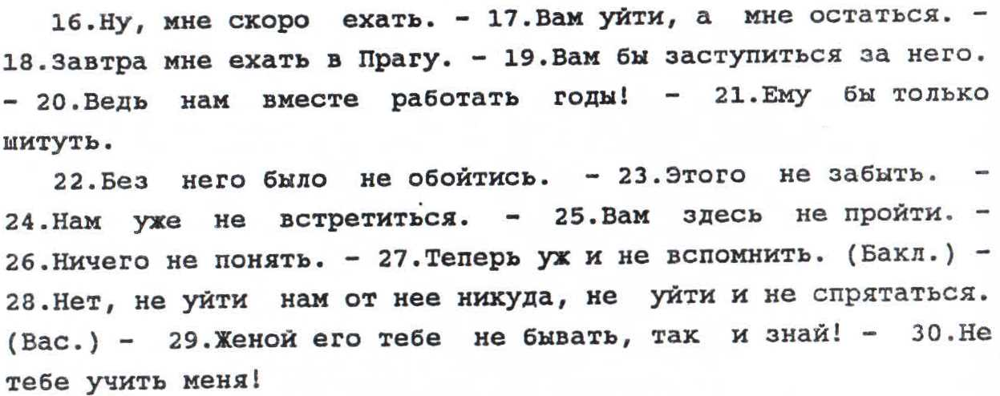 16.Ну, мне скоро ехать. - 17.Вам уйти, а мне остаться. -
18.Завтра мне ехать в Прагу. - 19.Вам бы заступиться за него.
- 20.Ведь нам вместе работать годы! - 21.Ему бы только
шитуть.
22.Без него было не обойтись. - 23.Этого не забыть. -
24.Нам уже не встретиться. - 25.Вам здесь не пройти. -
26.Ничего не понять. - 27.Теперь уж и не вспомнить. (Бакл.) -
28.Нет, не уйти нам от нее никуда, не уйти и не спрятаться.
(Вас.) - 29.Женой его тебе не бывать, так и знай! - 30.Не
тебе учить меня!